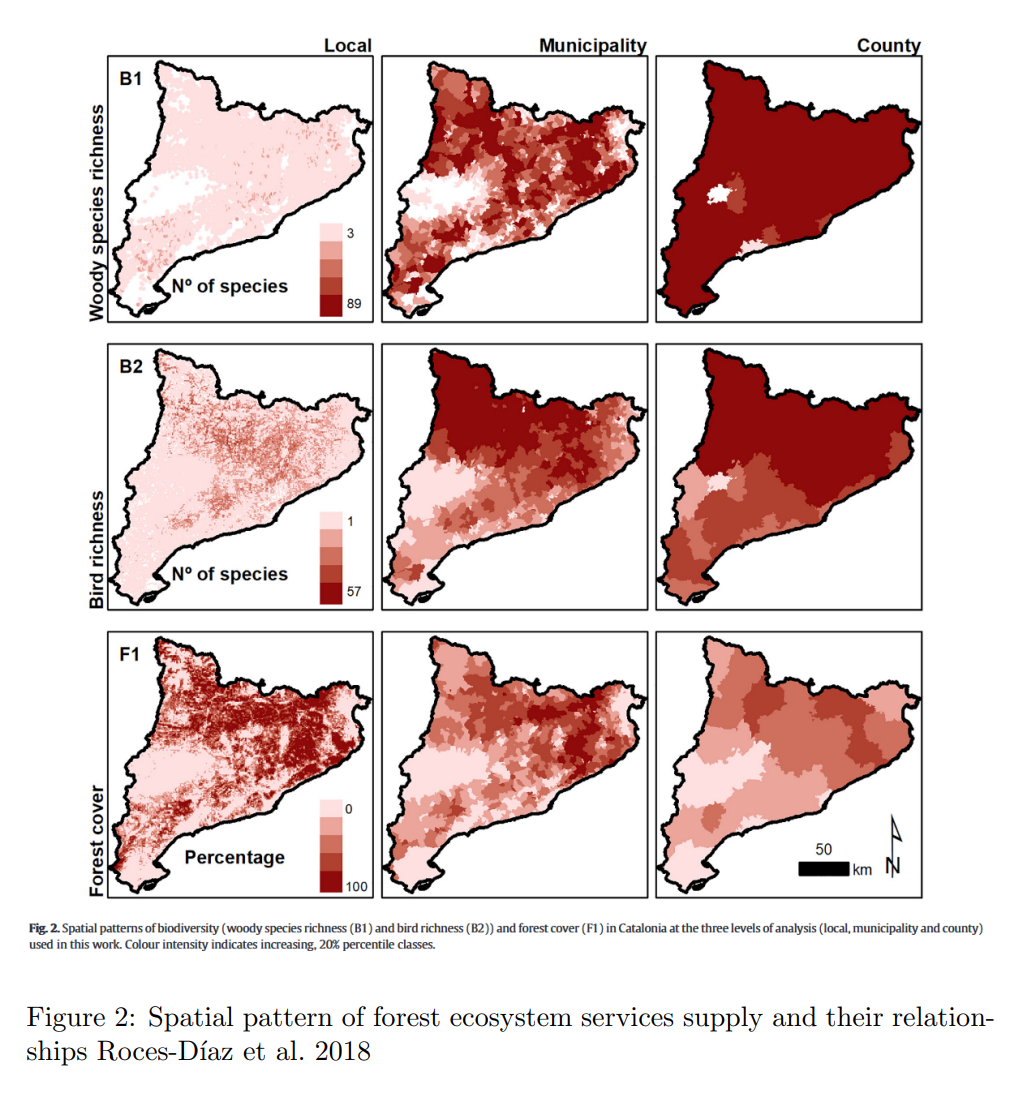 Local
Municipality
County
Woody species richness
B1
3
89
Nº of species
Bird richness
B2
1
57
Nº of species
Forest cover
F1
0
100
Percentage
50
km
N
Fig. 2. Spatial patterns of biodiversity (woody species richness (B1) and bird richness (B2)) and forest cover (F1) in Catalonia at the three levels of analysis (local, municipality and county)
used in this work. Colour intensity indicates increasing, 20% percentile classes.
Figure 2: Spatial pattern of forest ecosystem services supply and their relation-
ships Roces-Díaz et al. 2018